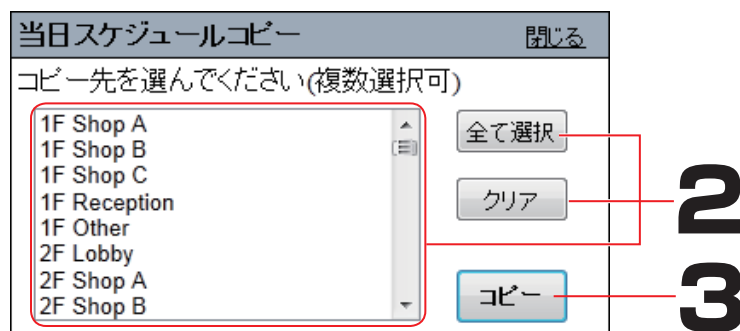 当日スケジュールコピー 閉じる
コピー先を選んでください(複数選択可)
1F Shop A
1F Shop B
1F Shop C
1F Reception
1F Other
2F Lobby
2F Shop A
2F Shop B
全て選択
クリア
コピー
2
3